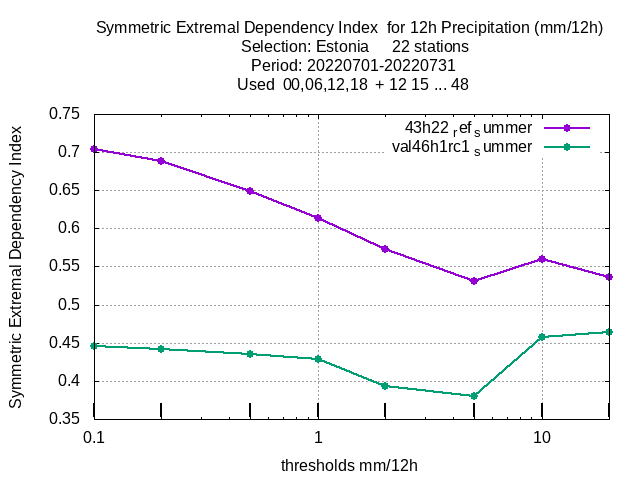 Symmetric Extremal Dependency Index for 12h Precipitation (mm/12h)
Selection: Estonia 22 stations
Period: 20220701-20220731
Used 00,06,12,18 + 12 15 ... 48
43h22_ref_summer
val46h1rc1_summer
Symmetric Extremal Dependency Index
0.75
0.7
0.65
0.6
0.55
0.5
0.45
0.4
0.35
0.1 1 10
thresholds mm/12h